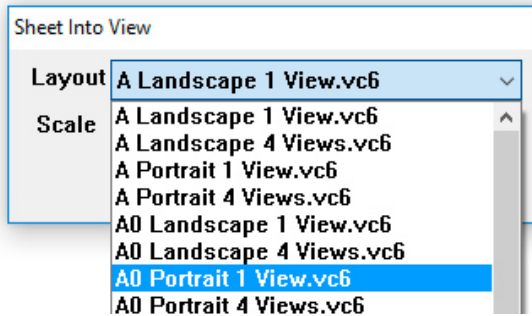 Sheet Into View
Layout A Landscape 1 View.vc6
Scale
A Landscape 1 View.vc6
A Landscape 4 Views.vc6
A Portrait 1 View.vc6
A Portrait 4 Views.vc6
A0 Landscape 1 View.vc6
A0 Landscape 4 Views.vc6
A0 Portrait 1 View.vc6
A0 Portrait 4 Views.vc6